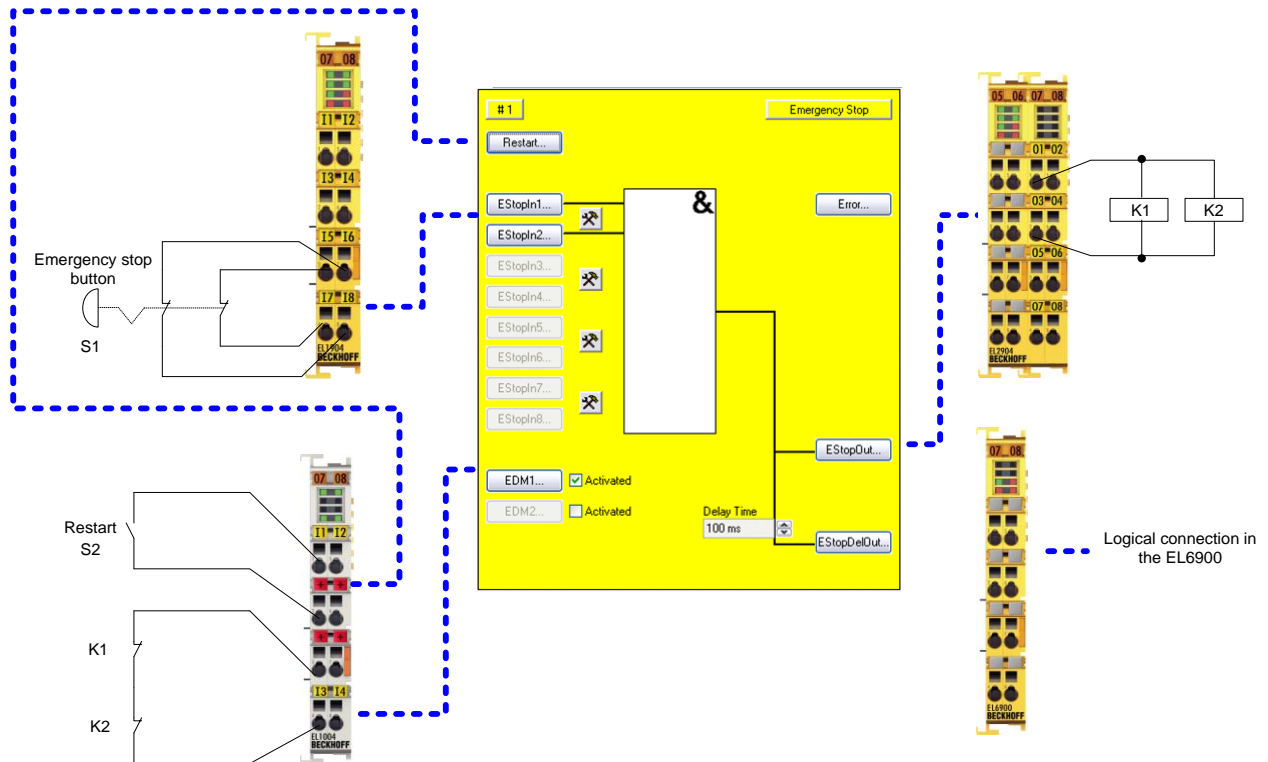 07_08
I1 I2
I3 I4
I5 I6
I7 I8
EL1904
BECKHOFF
Emergency stop
button
S1
# 1
Emergency Stop
Restart...
EStopIn1...
EStopIn2...
EStopIn3...
EStopIn4...
EStopIn5...
EStopIn6...
EStopIn7...
EStopIn8...
&
Error...
EDM1...
Activated
EDM2...
Activated
Delay Time
100 ms
EStopOut...
EStopDelOut...
05_06 07_08
01 02
03 04
05 06
07 08
EL2904
BECKHOFF
K1
K2
Restart
S2
K1
K2
07_08
I1 I2
+ +
+ +
I3 I4
EL1004
BECKHOFF
07_08
EL6900
BECKHOFF
Logical connection in
the EL6900